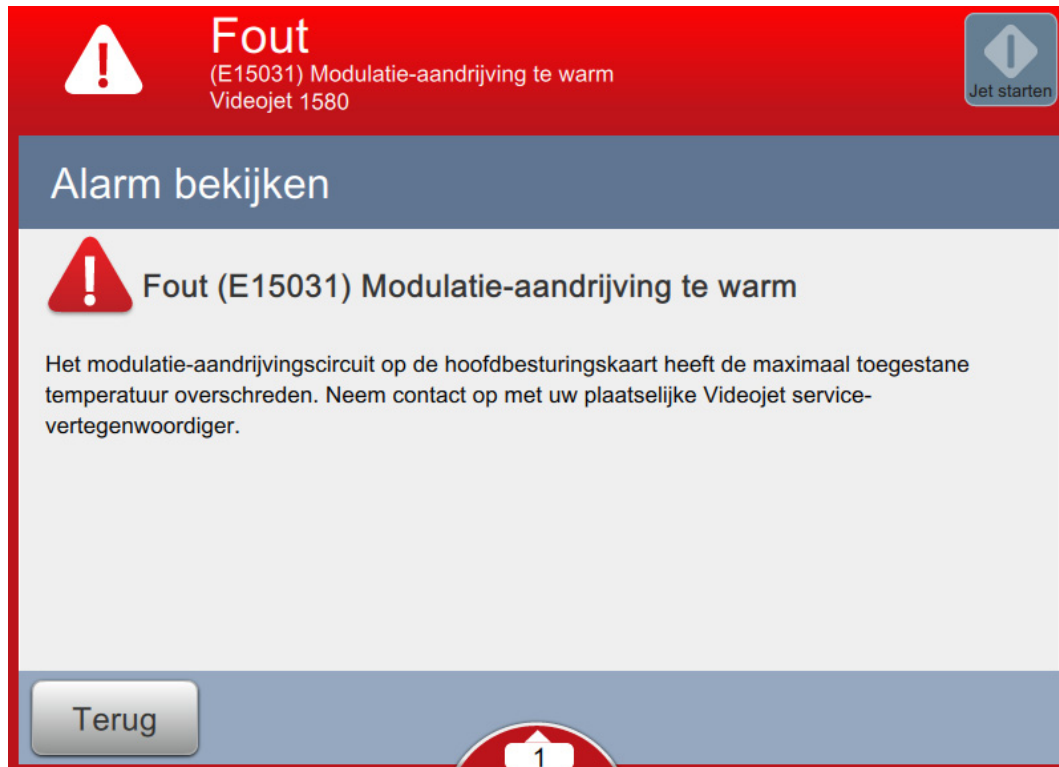 Fout
(E15031) Modulatie-aandrijving te warm
Videojet 1580
Jet starten
Alarm bekijken
Fout (E15031) Modulatie-aandrijving te warm
Het modulatie-aandrijvingscircuit op de hoofdbesturingskaart heeft de maximaal toegestane
temperatuur overschreden. Neem contact op met uw plaatselijke Videojet service-
vertegenwoordiger.
Terug
1